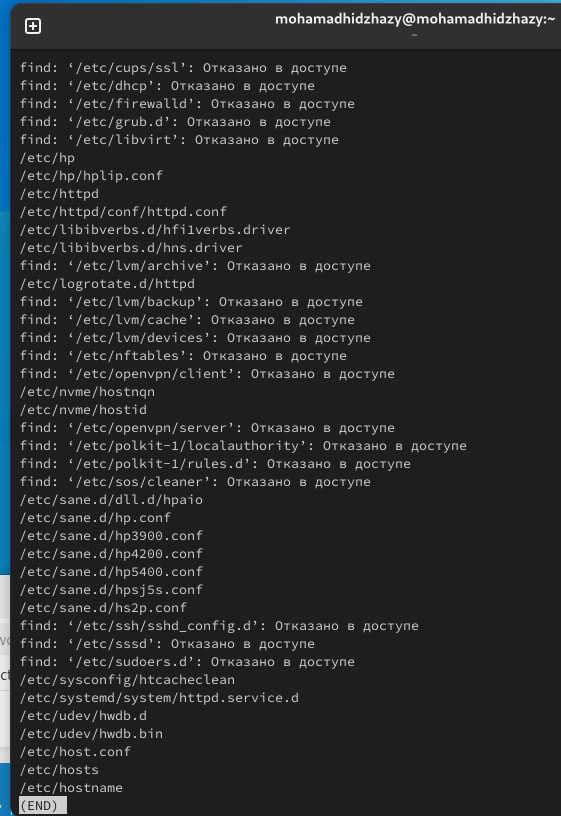 mohamadhidzhazy@mohamadhidzhazy:~
~
find: ‘/etc/cups/ssl’: Отказано в доступе
find: ‘/etc/dhcp’: Отказано в доступе
find: ‘/etc/firewalld’: Отказано в доступе
find: ‘/etc/grub.d’: Отказано в доступе
find: ‘/etc/libvirt’: Отказано в доступе
/etc/hp
/etc/hp/hplip.conf
/etc/httpd
/etc/httpd/conf/httpd.conf
/etc/libibverbs.d/hfi1verbs.driver
/etc/libibverbs.d/hns.driver
find: ‘/etc/lvm/archive’: Отказано в доступе
/etc/logrotate.d/httpd
find: ‘/etc/lvm/backup’: Отказано в доступе
find: ‘/etc/lvm/cache’: Отказано в доступе
find: ‘/etc/lvm/devices’: Отказано в доступе
find: ‘/etc/nftables’: Отказано в доступе
find: ‘/etc/openvpn/client’: Отказано в доступе
/etc/nvme/hostnqn
/etc/nvme/hostid
find: ‘/etc/openvpn/server’: Отказано в доступе
find: ‘/etc/polkit-1/localauthority’: Отказано в доступе
find: ‘/etc/polkit-1/rules.d’: Отказано в доступе
find: ‘/etc/sos/cleaner’: Отказано в доступе
/etc/sane.d/dll.d/hpaio
/etc/sane.d/hp.conf
/etc/sane.d/hp3900.conf
/etc/sane.d/hp4200.conf
/etc/sane.d/hp5400.conf
/etc/sane.d/hpsj5s.conf
/etc/sane.d/hs2p.conf
find: ‘/etc/ssh/sshd_config.d’: Отказано в доступе
find: ‘/etc/sssd’: Отказано в доступе
find: ‘/etc/sudoers.d’: Отказано в доступе
/etc/sysconfig/htcacheclean
/etc/systemd/system/httpd.service.d
/etc/udev/hwdb.d
/etc/udev/hwdb.bin
/etc/host.conf
/etc/hosts
/etc/hostname
(END)